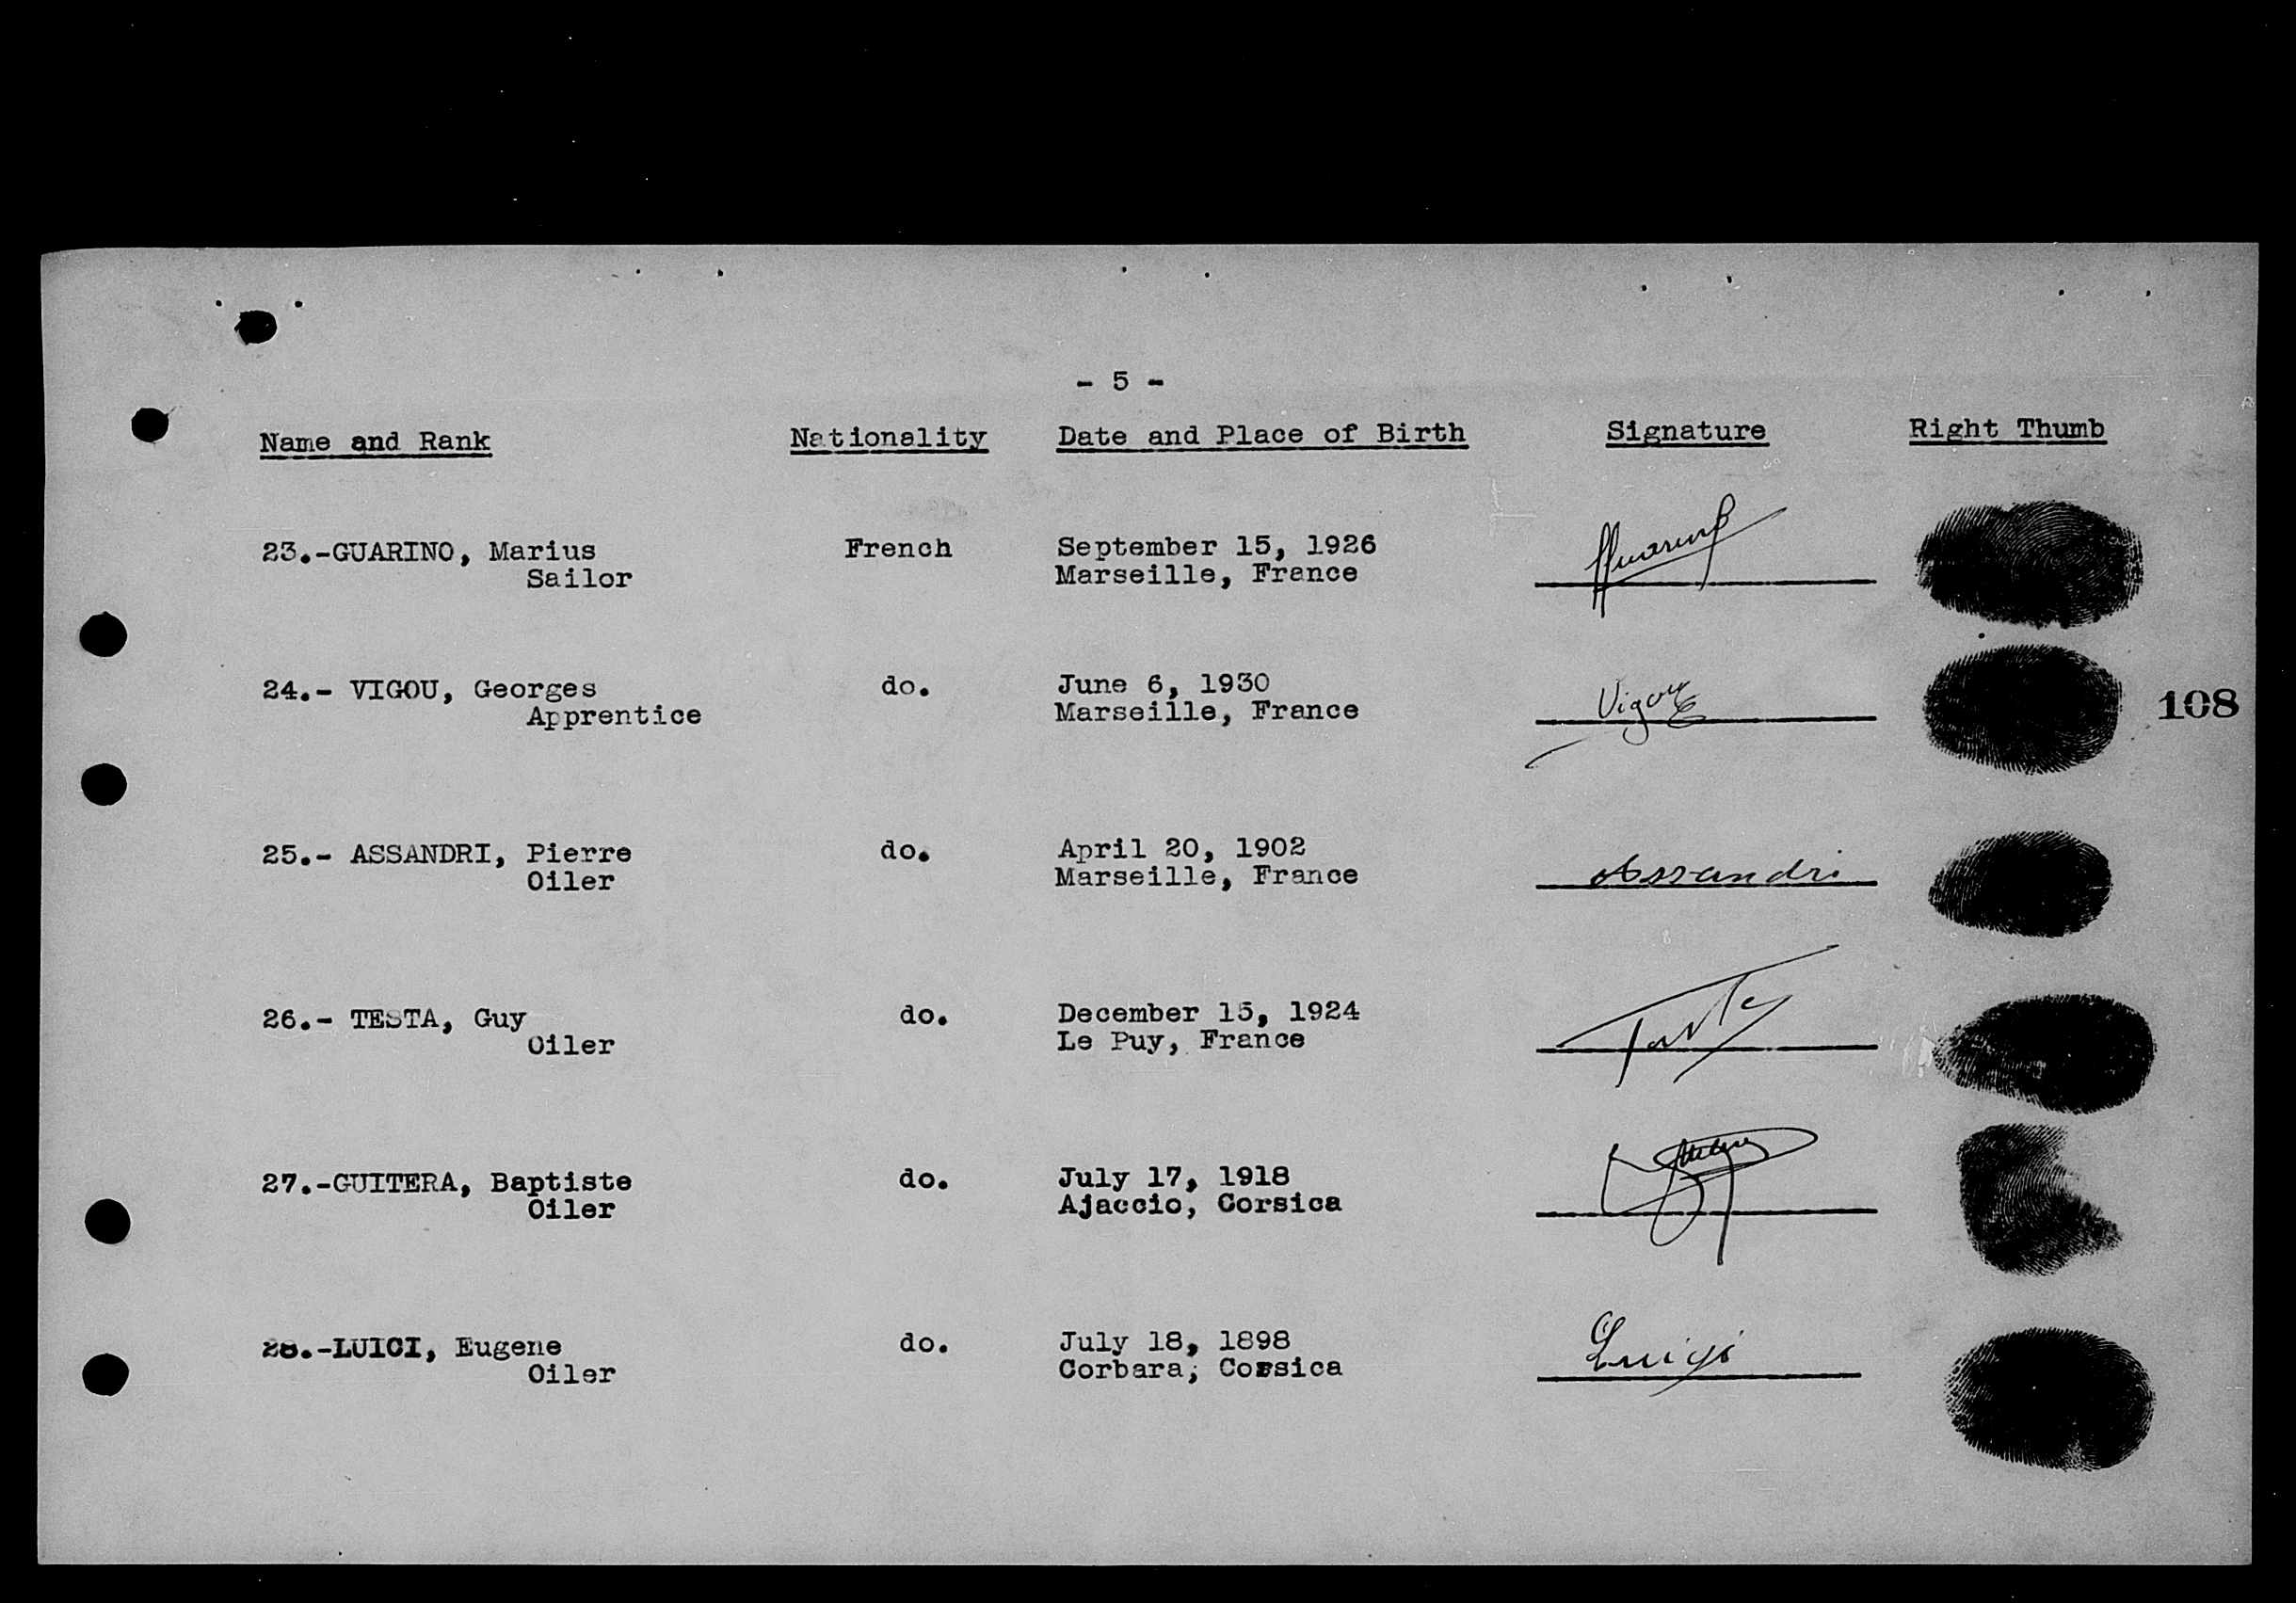 - 5 -
Name and Rank Nationality Date and Place of Birth Signature Right Thumb
23.-GUARINO, Marius French September 15, 1926 Guarino
Sailor Marseille, France
24.- VIGOU, Georges do. June 6, 1930 Vigou
Apprentice Marseille, France
108
25.- ASSANDRI, Pierre do. April 20, 1902 Assandri
Oiler Marseille, France
26.- TESTA, Guy do. December 15, 1924 Testa
Oiler Le Puy, France
27.-GUITERA, Baptiste do. July 17, 1918
Oiler Ajaccio, Corsica
28.-LUICI, Eugene do. July 18, 1898 Luigi
Oiler Corbara, Corsica